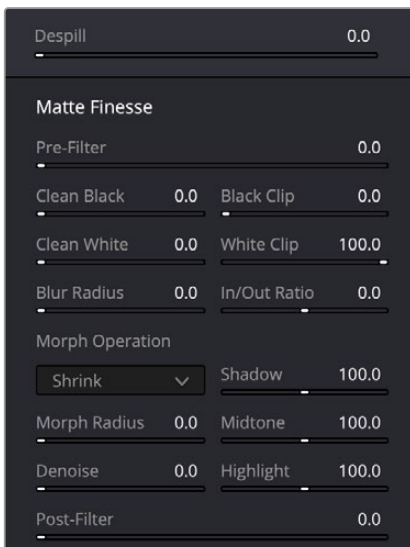 Despill 0.0
Matte Finesse
Pre-Filter 0.0
Clean Black 0.0 Black Clip 0.0
Clean White 0.0 White Clip 100.0
Blur Radius 0.0 In/Out Ratio 0.0
Morph Operation
Shrink Shadow 100.0
Morph Radius 0.0 Midtone 100.0
Denoise 0.0 Highlight 100.0
Post-Filter 0.0